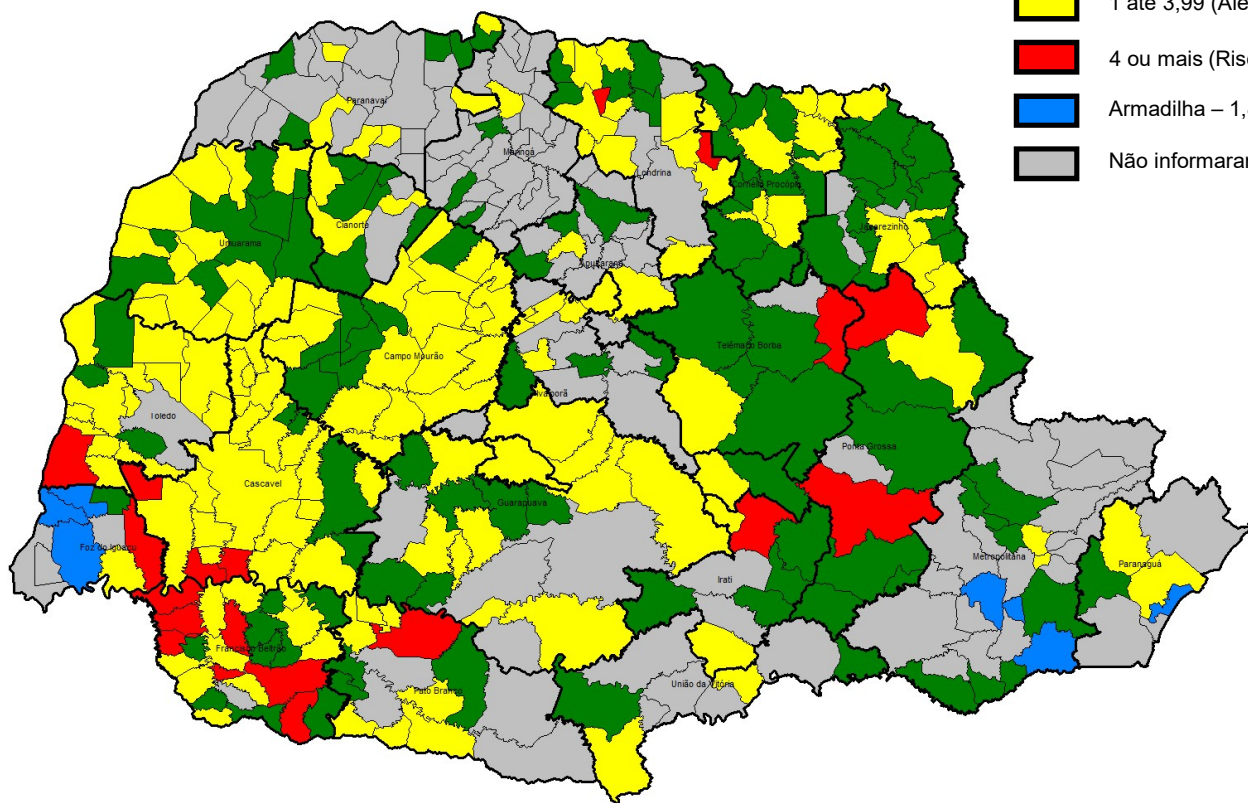 1 até 3,99 (Ale
4 ou mais (Ris
Armadilha – 1,
Não informaram
Paranavaí
Maringá
Londrina
Cornélio Procópio
Jacarezinho
Umuarama
Cianorte
Apucarana
Campo Mourão
Telêmaco Borba
Ivaiporã
Toledo
Ponta Grossa
Cascavel
Guarapuava
Foz do Iguaçu
Irati
Metropolitana
Paranaguá
Francisco Beltrão
Pato Branco
União da Vitória